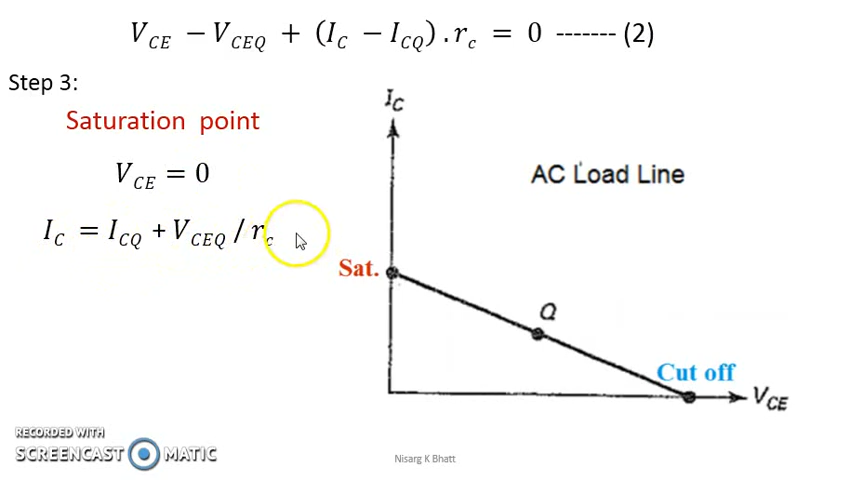 V_CE − V_CEQ + (I_C − I_CQ) . r_c = 0 ------- (2)
Step 3:
Saturation point
V_CE = 0
I_C = I_CQ + V_CEQ / r_c
I_C
AC Load Line
Sat.
Q
Cut off
V_CE
RECORDED WITH
SCREENCAST MATIC
Nisarg K Bhatt